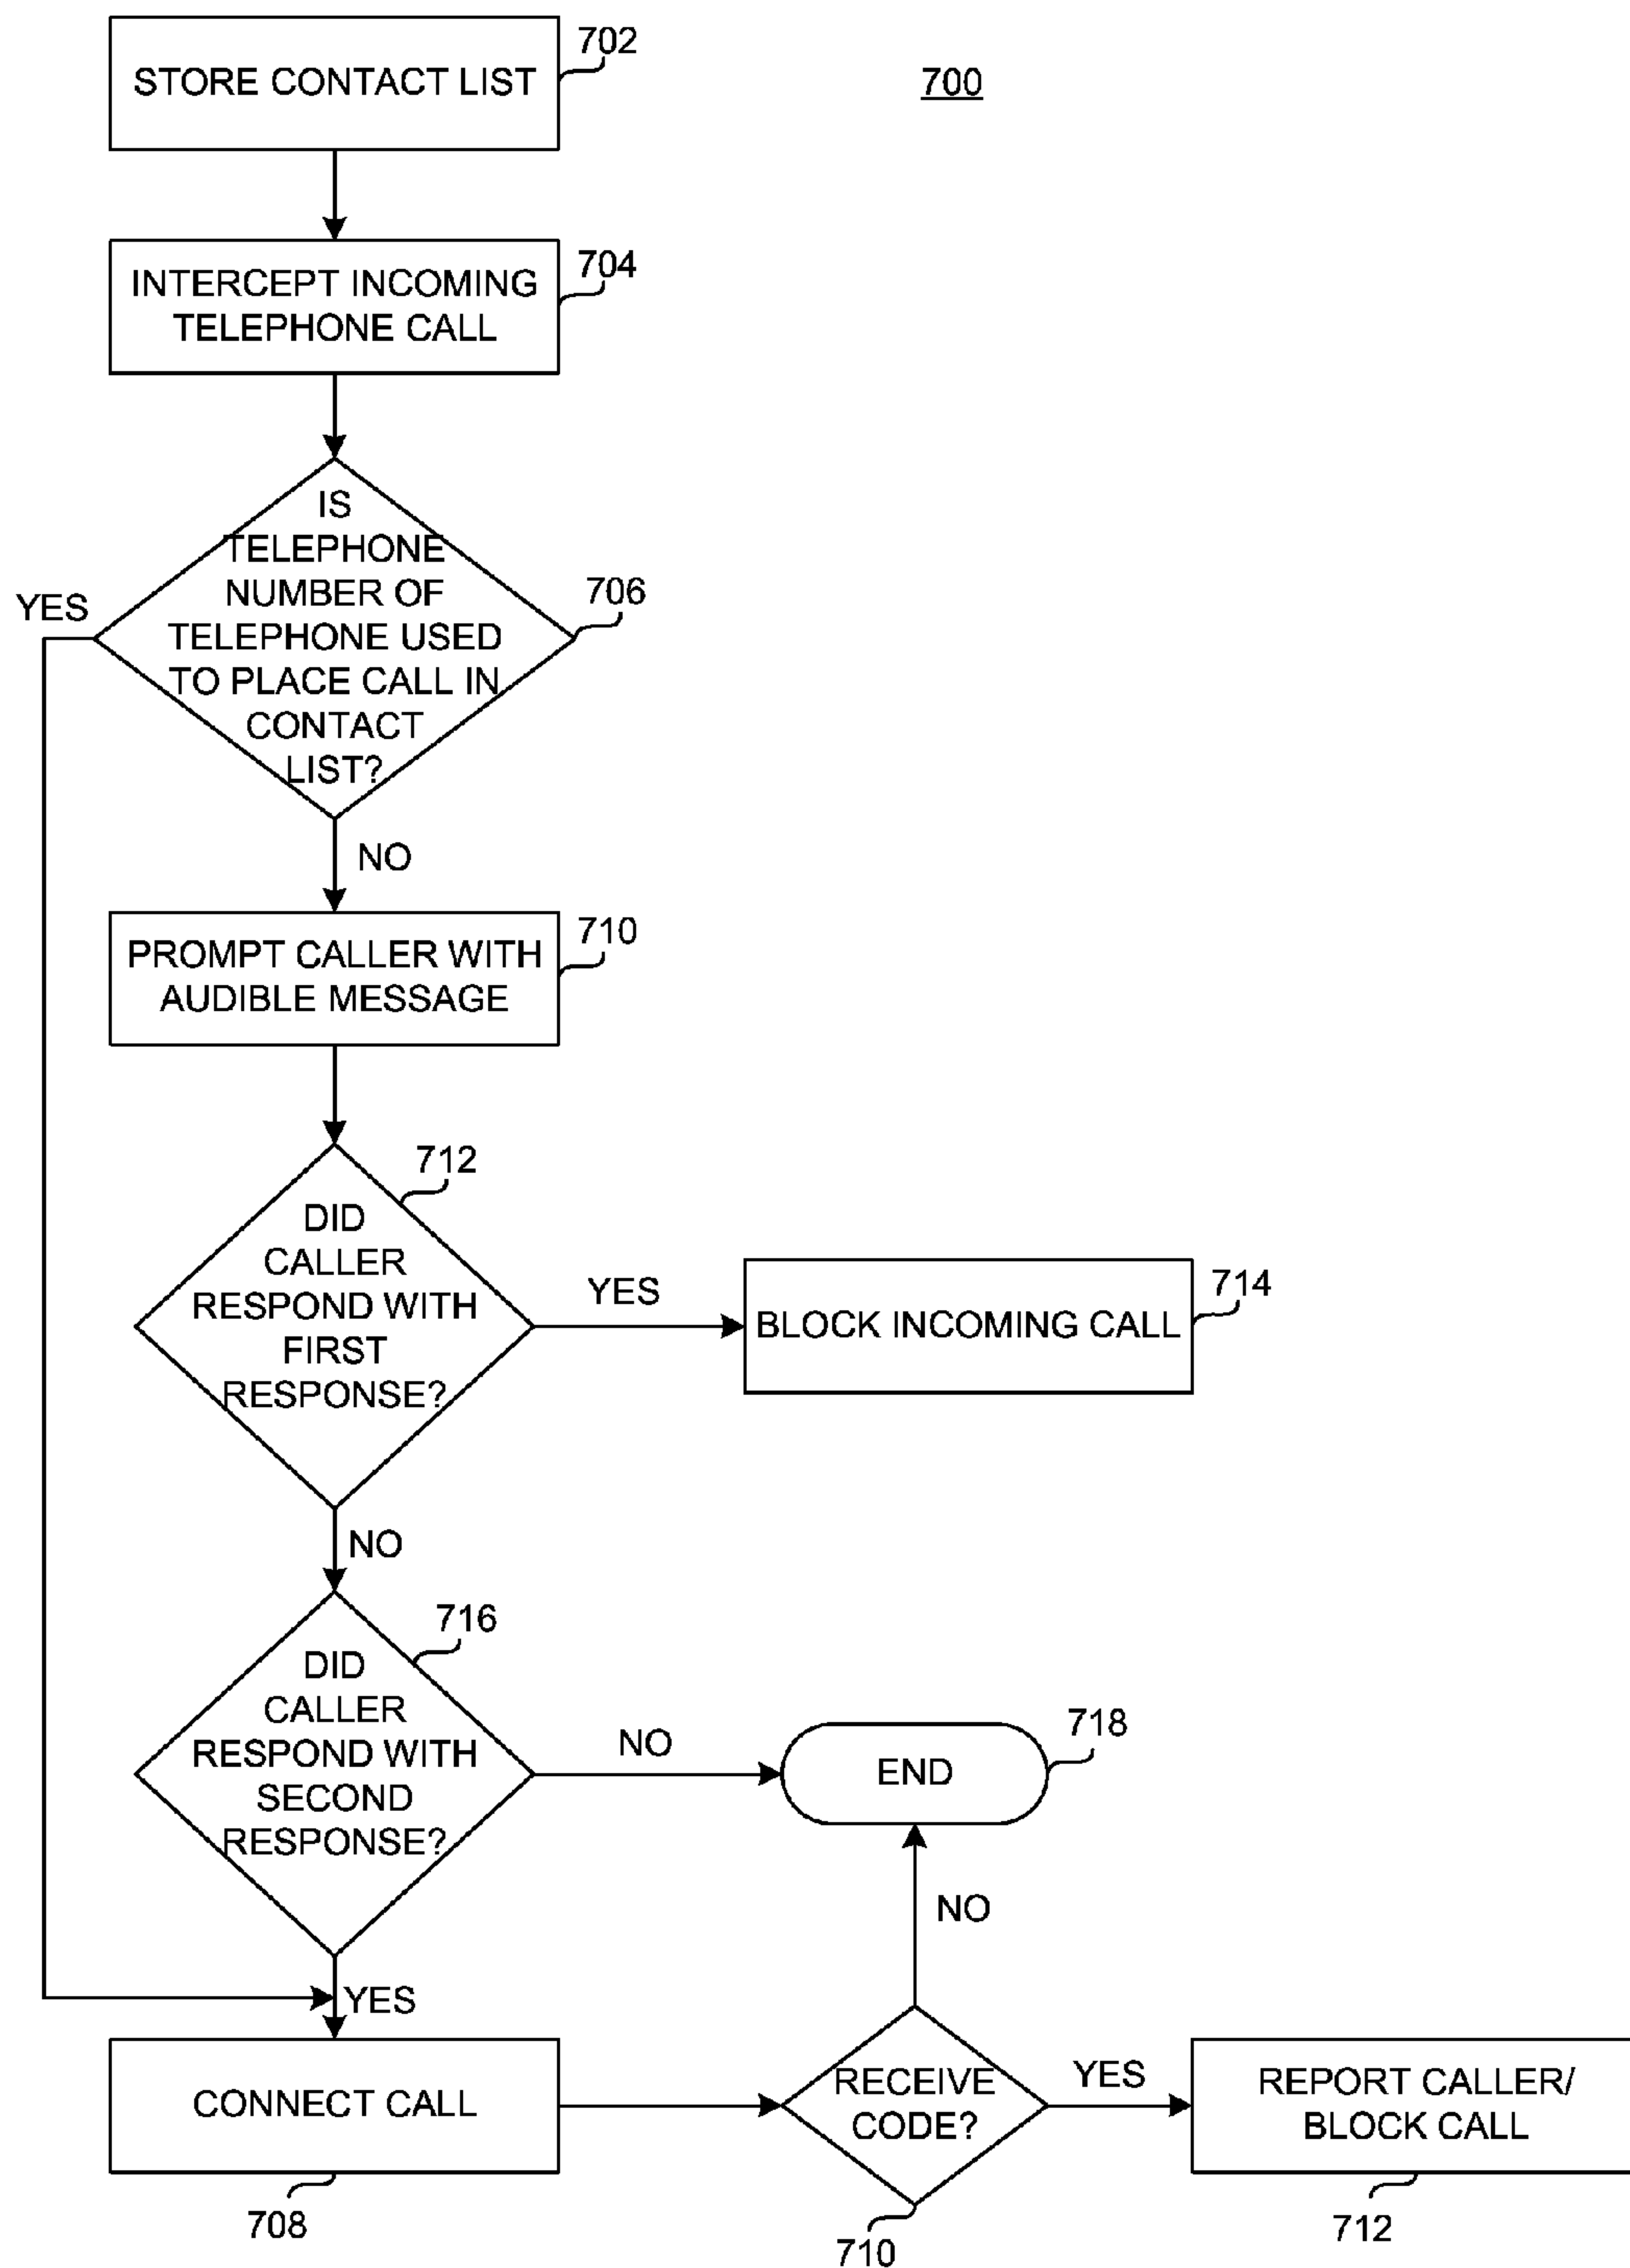 702
STORE CONTACT LIST
700
704
INTERCEPT INCOMING
TELEPHONE CALL
IS
TELEPHONE
NUMBER OF
TELEPHONE USED
TO PLACE CALL IN
CONTACT
LIST?
706
YES
NO
710
PROMPT CALLER WITH
AUDIBLE MESSAGE
712
DID
CALLER
RESPOND WITH
FIRST
RESPONSE?
YES
714
BLOCK INCOMING CALL
NO
716
DID
CALLER
RESPOND WITH
SECOND
RESPONSE?
NO
718
END
NO
YES
CONNECT CALL
708
RECEIVE
CODE?
710
YES
REPORT CALLER/
BLOCK CALL
712